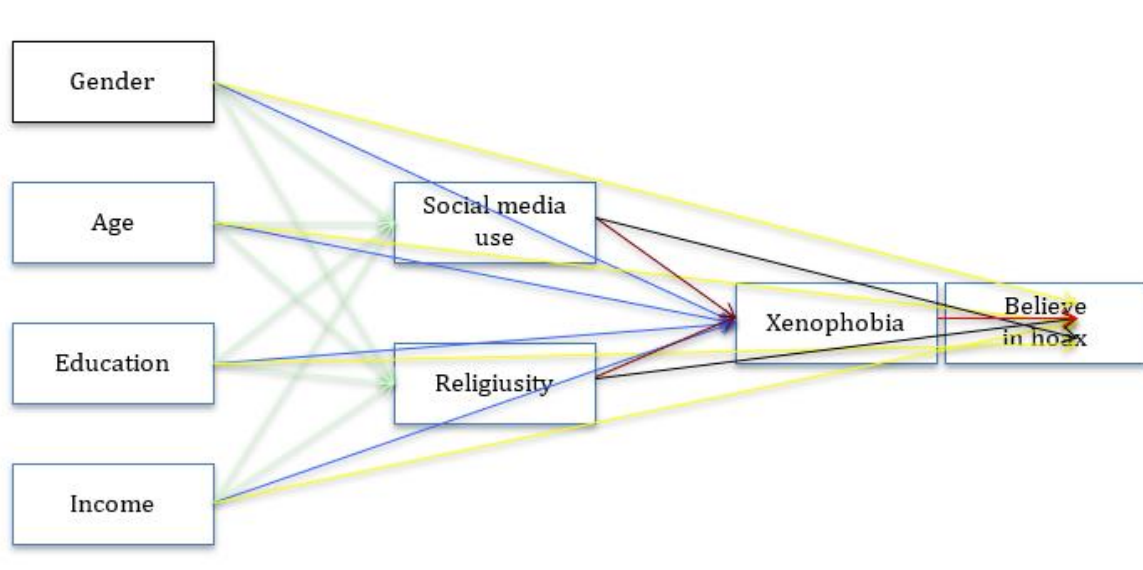 Gender
Age
Education
Income
Social media
use
Religiusity
Xenophobia
Believe
in hoax